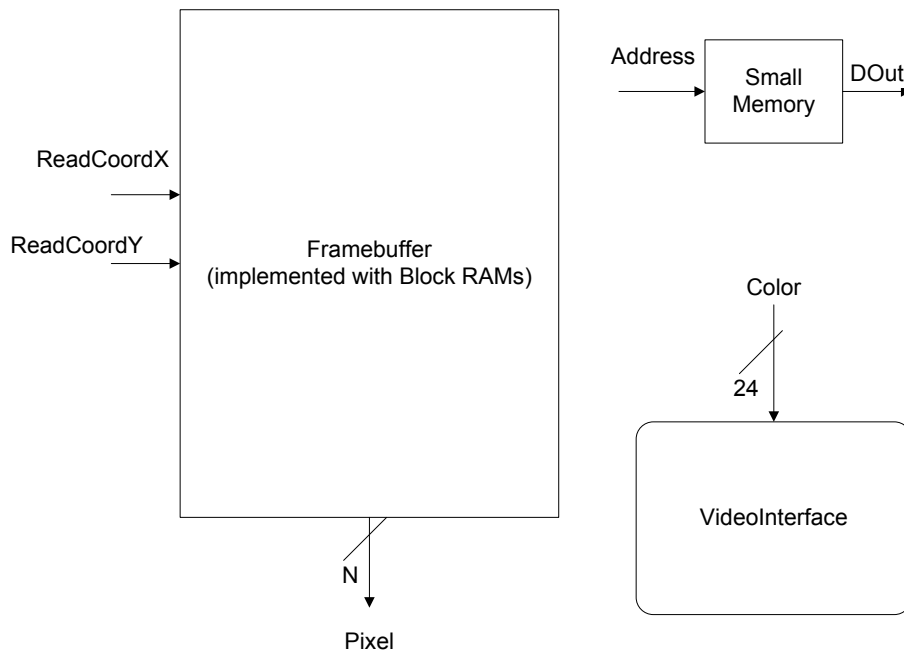 Address
Small
Memory
DOut
ReadCoordX
ReadCoordY
Framebuffer
(implemented with Block RAMs)
Color
24
VideoInterface
N
Pixel